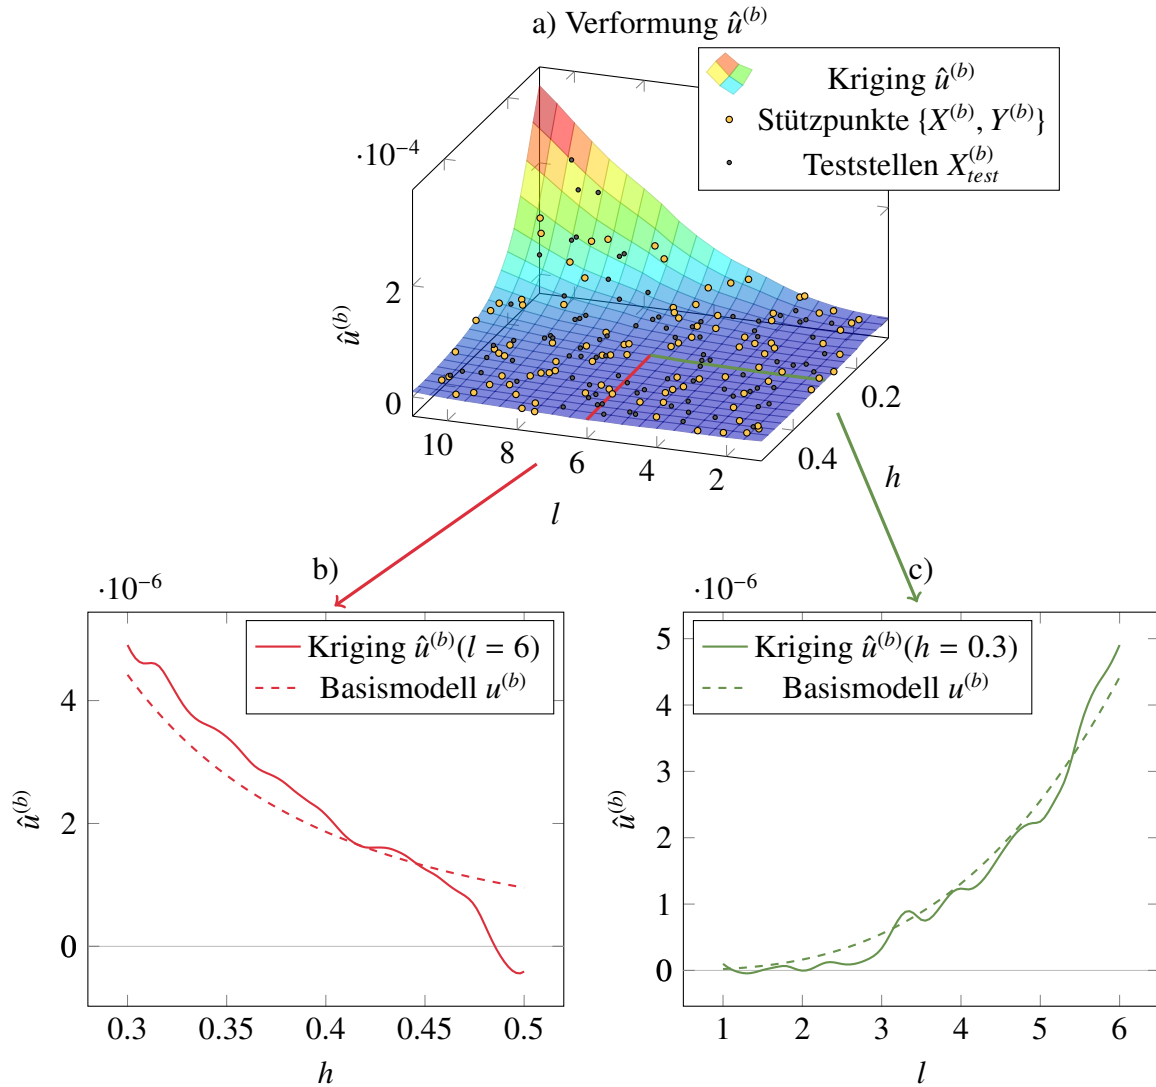 a) Verformung û⁽ᵇ⁾
Kriging û⁽ᵇ⁾
Stützpunkte {X⁽ᵇ⁾, Y⁽ᵇ⁾}
Teststellen X_{test}^{(b)}
·10⁻⁴
2
0
û⁽ᵇ⁾
10
8
6
4
2
l
0.4
0.2
h
b)
·10⁻⁶
Kriging û⁽ᵇ⁾(l = 6)
Basismodell u⁽ᵇ⁾
4
2
0
û⁽ᵇ⁾
0.3
0.35
0.4
0.45
0.5
h
c)
·10⁻⁶
Kriging û⁽ᵇ⁾(h = 0.3)
Basismodell u⁽ᵇ⁾
5
4
3
2
1
0
û⁽ᵇ⁾
1
2
3
4
5
6
l